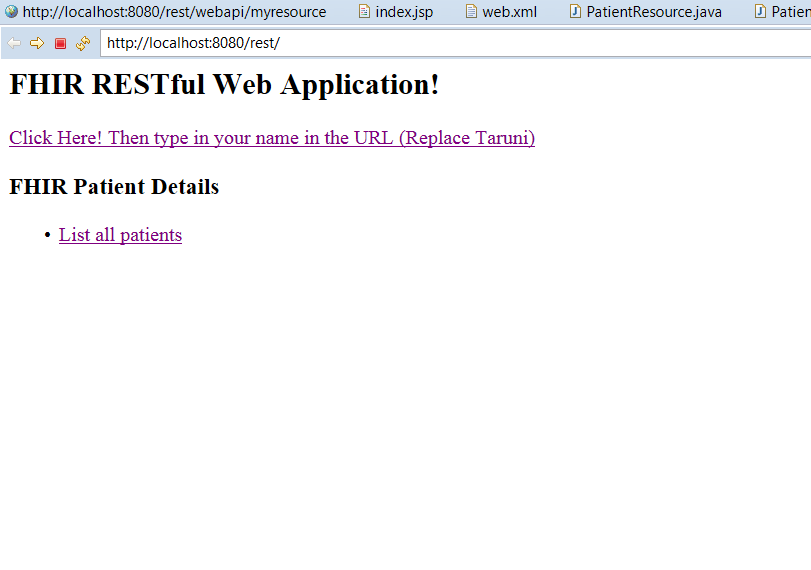 http://localhost:8080/rest/webapi/myresource index.jsp web.xml PatientResource.java Patien
http://localhost:8080/rest/
FHIR RESTful Web Application!
Click Here! Then type in your name in the URL (Replace Taruni)
FHIR Patient Details
• List all patients